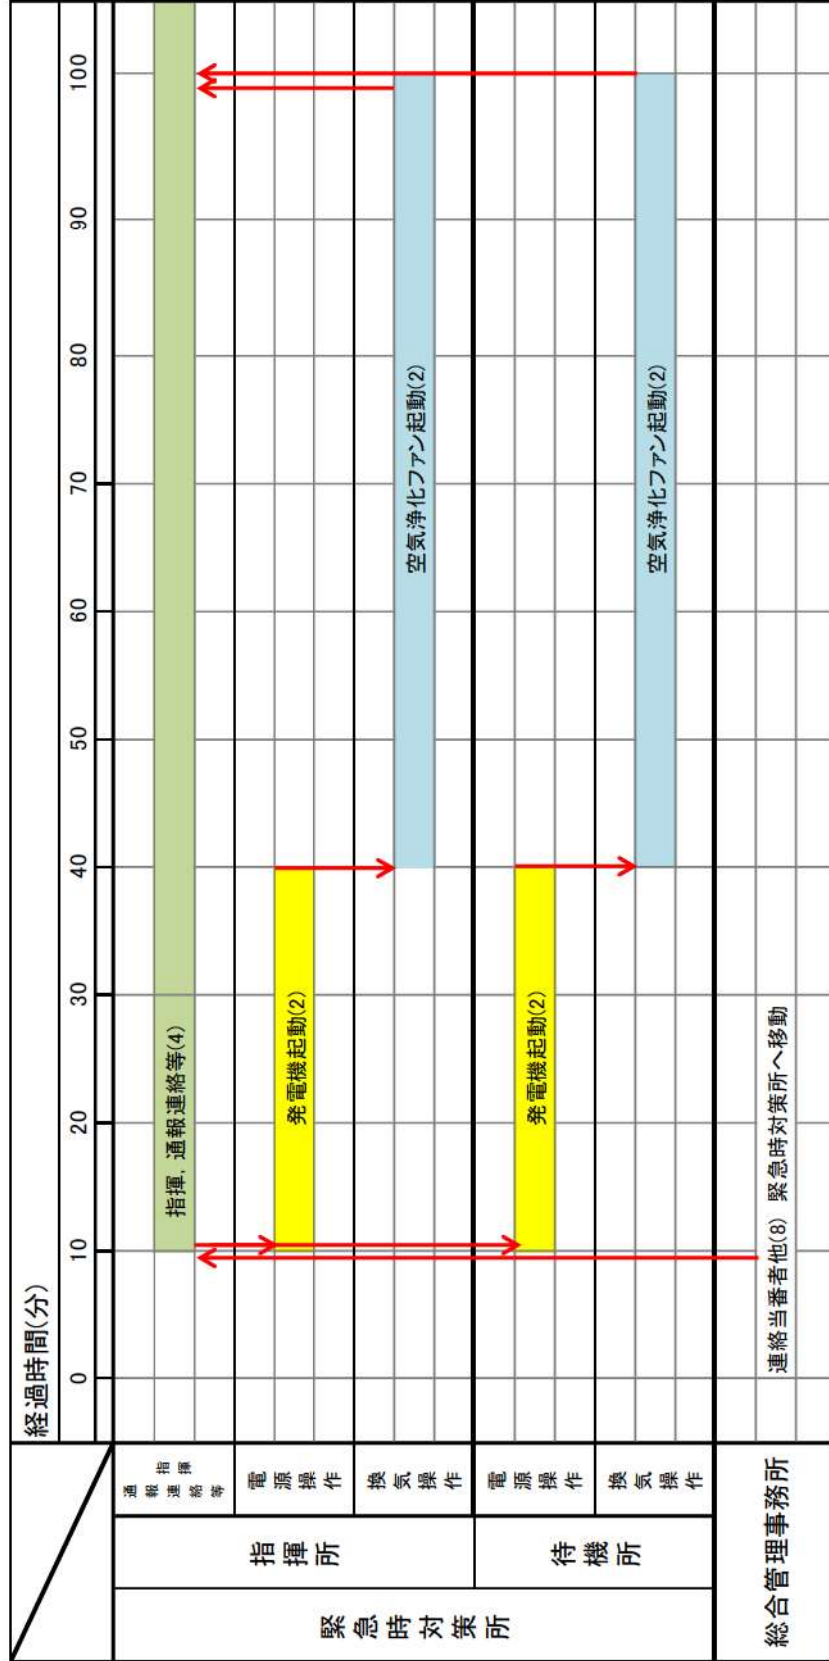 経過時間(分)
0 10 20 30 40 50 60 70 80 90 100
緊急時対策所
指揮所
指揮
通報連絡等
指揮，通報連絡等(4)
電源操作
発電機起動(2)
換気操作
空気浄化ファン起動(2)
待機所
電源操作
発電機起動(2)
換気操作
空気浄化ファン起動(2)
総合管理事務所
連絡当番者他(8) 緊急時対策所へ移動